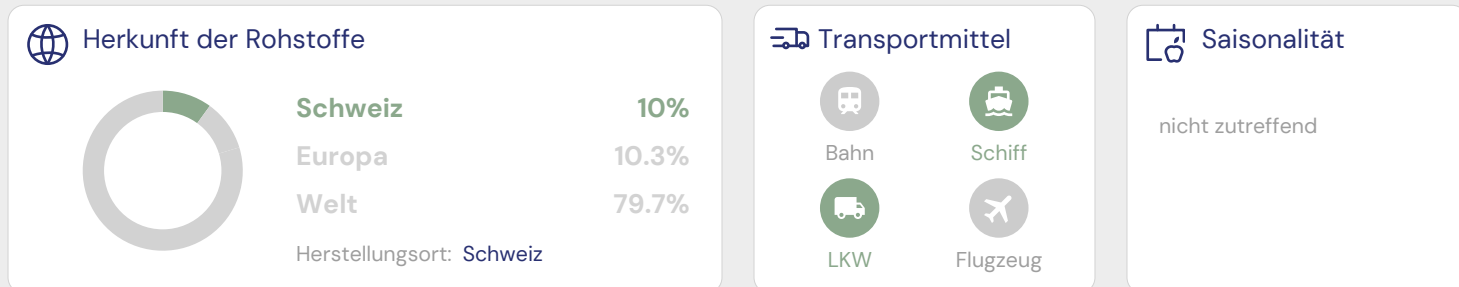 Herkunft der Rohstoffe
Schweiz 10%
Europa 10.3%
Welt 79.7%
Herstellungsort: Schweiz
Transportmittel
Bahn Schiff
LKW Flugzeug
Saisonalität
nicht zutreffend